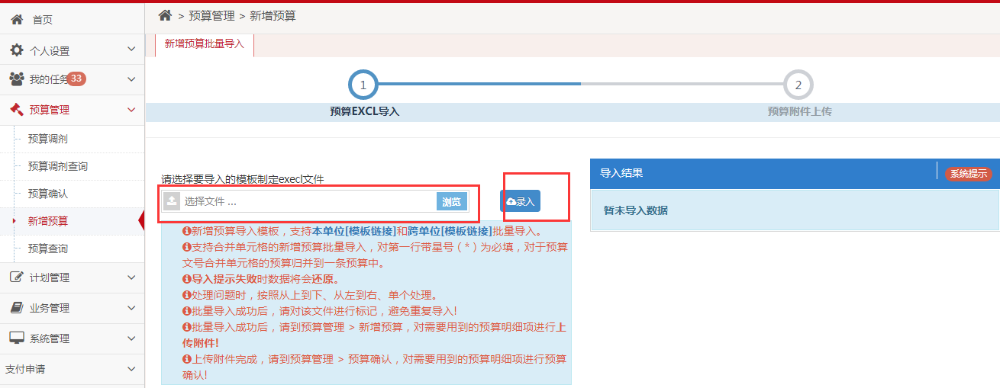 首页
个人设置
我的任务 33
预算管理
预算调剂
预算调剂查询
预算确认
新增预算
预算查询
计划管理
业务管理
系统管理
支付申请
> 预算管理 > 新增预算
新增预算批量导入
1
2
预算EXCL导入
预算附件上传
请选择要导入的模板制定execl文件
选择文件 ...
浏览
录入
新增预算导入模板，支持本单位[模板链接]和跨单位[模板链接]批量导入。
支持合并单元格的新增预算批量导入，对第一行带星号 ( * ) 为必填，对于预算
文号合并单元格的预算归并到一条预算中。
导入提示失败时数据将会还原。
处理问题时，按照从上到下、从左到右、单个处理。
批量导入成功后，请对该文件进行标记，避免重复导入!
批量导入成功后，请到预算管理 > 新增预算，对需要用到的预算明细项进行上
传附件!
上传附件完成，请到预算管理 > 预算确认，对需要用到的预算明细项进行预算
确认!
导入结果
系统提示
暂未导入数据